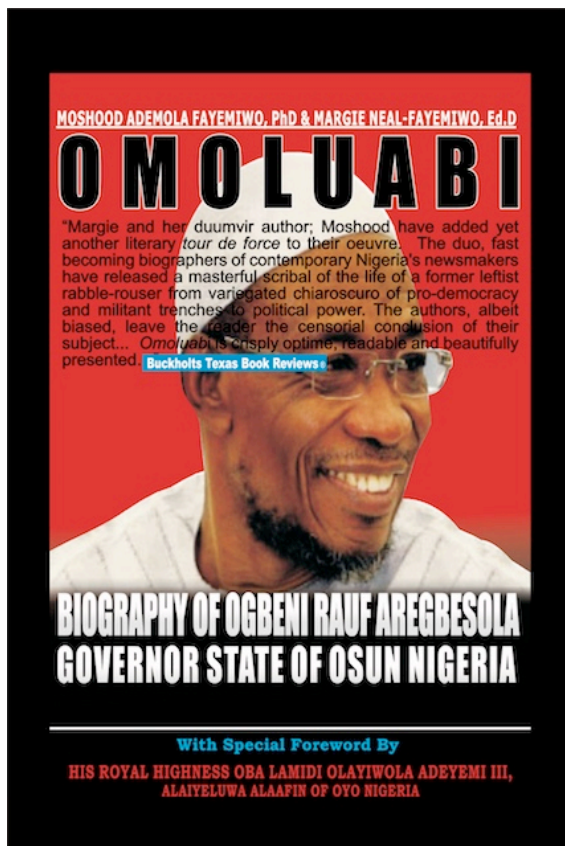 MOSHOOD ADEMOLA FAYEMIWO, PhD & MARGIE NEAL-FAYEMIWO, Ed.D
OMOLUABI
“Margie and her duumvir author; Moshood have added yet
another literary tour de force to their oeuvre. The duo, fast
becoming biographers of contemporary Nigeria's newsmakers
have released a masterful scribal of the life of a former leftist
rabble-rouser from variegated chiaroscuro of pro-democracy
and militant trenches to political power. The authors, albeit
biased, leave the reader the censorial conclusion of their
subject... Omoluabi is crisply optime, readable and beautifully
presented. Buckholts Texas Book Reviews
BIOGRAPHY OF OGBENI RAUF AREGBESOLA
GOVERNOR STATE OF OSUN NIGERIA
With Special Foreword By
HIS ROYAL HIGHNESS OBA LAMIDI OLAYIWOLA ADEYEMI III,
ALAIYELUWA ALAAFIN OF OYO NIGERIA